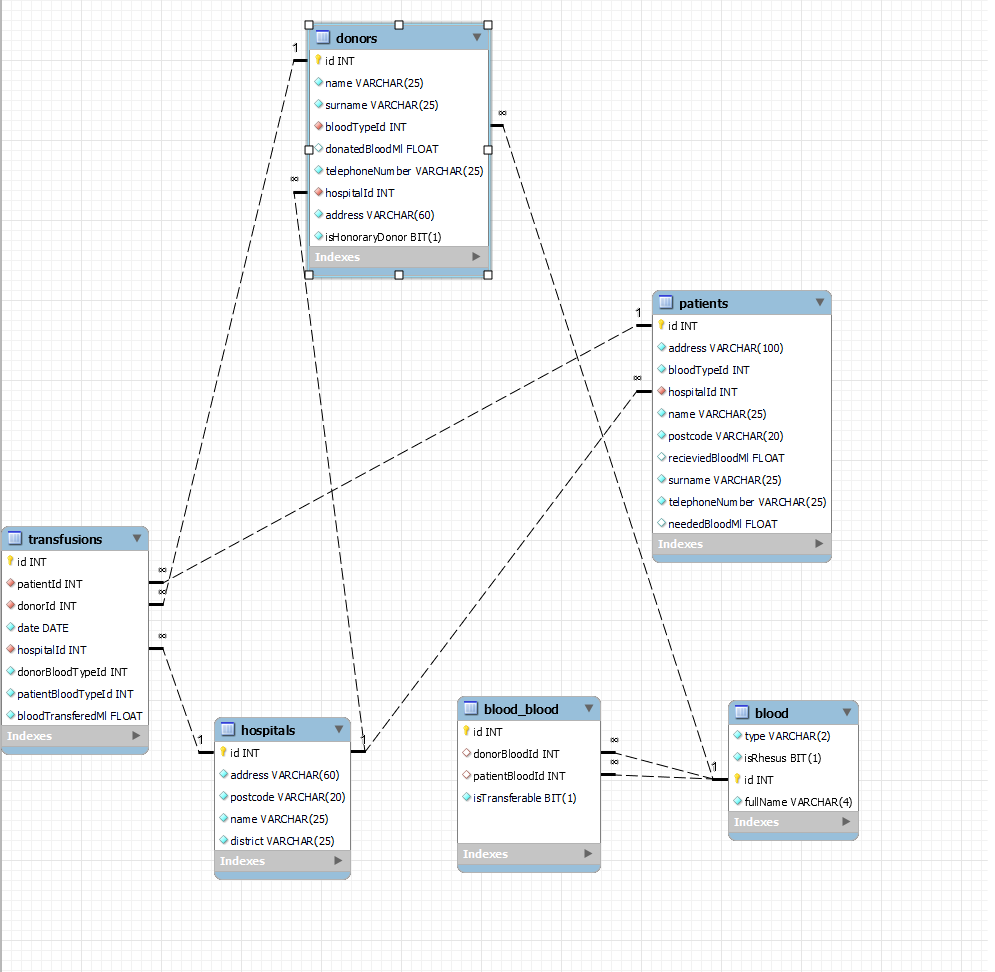 donors
id INT
name VARCHAR(25)
surname VARCHAR(25)
bloodTypeId INT
donatedBloodMl FLOAT
telephoneNumber VARCHAR(25)
hospitalId INT
address VARCHAR(60)
isHonoraryDonor BIT(1)
Indexes
1
∞
∞
patients
id INT
address VARCHAR(100)
bloodTypeId INT
hospitalId INT
name VARCHAR(25)
postcode VARCHAR(20)
recieviedBloodMl FLOAT
surname VARCHAR(25)
telephoneNumber VARCHAR(25)
neededBloodMl FLOAT
Indexes
1
∞
transfusions
id INT
patientId INT
donorId INT
date DATE
hospitalId INT
donorBloodTypeId INT
patientBloodTypeId INT
bloodTransferedMl FLOAT
Indexes
∞
∞
∞
hospitals
id INT
address VARCHAR(60)
postcode VARCHAR(20)
name VARCHAR(25)
district VARCHAR(25)
Indexes
1
1
blood_blood
id INT
donorBloodId INT
patientBloodId INT
isTransferable BIT(1)
Indexes
∞
∞
blood
type VARCHAR(2)
isRhesus BIT(1)
id INT
fullName VARCHAR(4)
Indexes
1